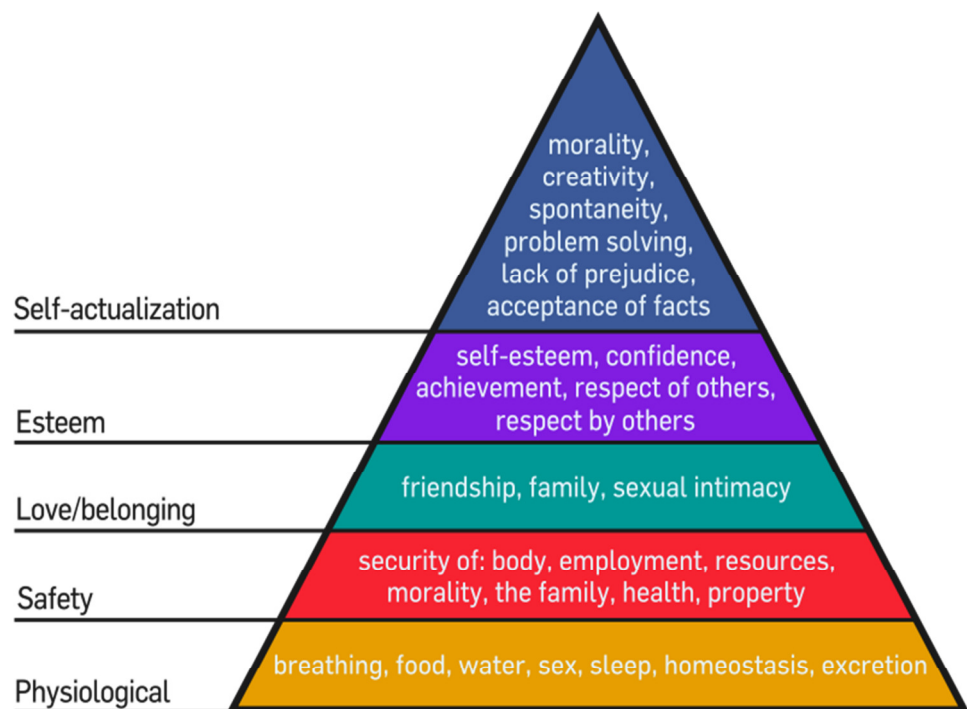 morality,
creativity,
spontaneity,
problem solving,
lack of prejudice,
acceptance of facts
Self-actualization
self-esteem, confidence,
achievement, respect of others,
respect by others
Esteem
friendship, family, sexual intimacy
Love/belonging
security of: body, employment, resources,
morality, the family, health, property
Safety
breathing, food, water, sex, sleep, homeostasis, excretion
Physiological